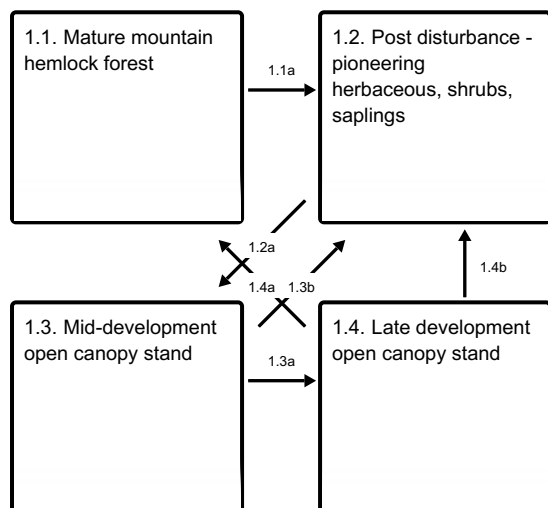 1.1. Mature mountain
hemlock forest
1.1a
1.2. Post disturbance -
pioneering
herbaceous, shrubs,
saplings
1.2a
1.4a
1.3b
1.4b
1.3. Mid-development
open canopy stand
1.3a
1.4. Late development
open canopy stand